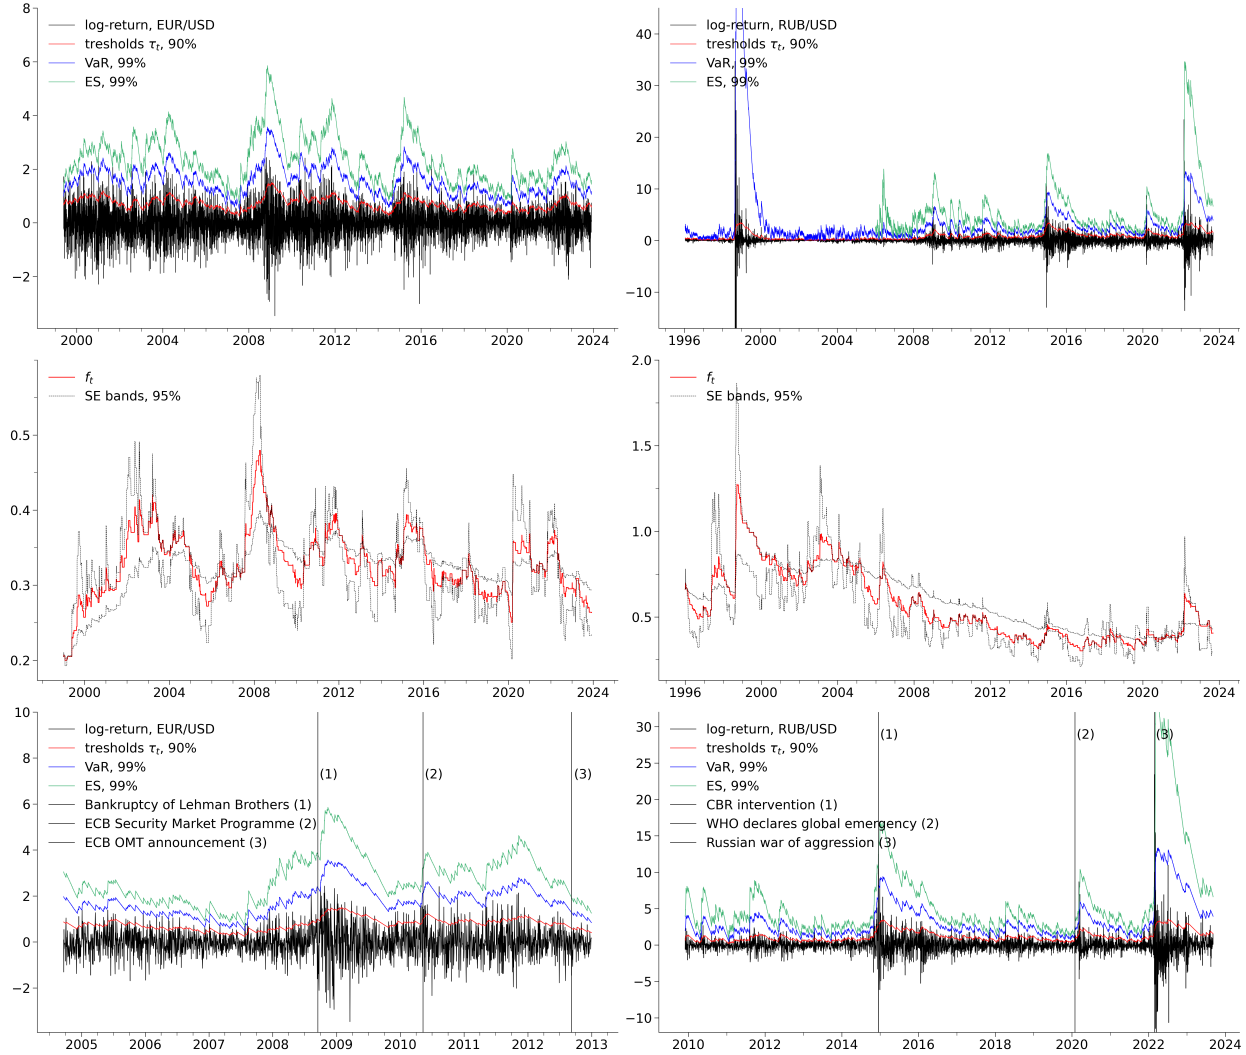 8
6
4
2
0
−2
log-return, EUR/USD
tresholds τt, 90%
VaR, 99%
ES, 99%
2000 2004 2008 2012 2016 2020 2024
40
30
20
10
0
−10
log-return, RUB/USD
tresholds τt, 90%
VaR, 99%
ES, 99%
1996 2000 2004 2008 2012 2016 2020 2024
0.5
0.4
0.3
0.2
ft
SE bands, 95%
2000 2004 2008 2012 2016 2020 2024
2.0
1.5
1.0
0.5
ft
SE bands, 95%
1996 2000 2004 2008 2012 2016 2020 2024
10
8
6
4
2
0
−2
log-return, EUR/USD
tresholds τt, 90%
VaR, 99%
ES, 99%
Bankruptcy of Lehman Brothers (1)
ECB Security Market Programme (2)
ECB OMT announcement (3)
(1) (2) (3)
2005 2006 2007 2008 2009 2010 2011 2012 2013
30
25
20
15
10
5
0
−5
−10
log-return, RUB/USD
tresholds τt, 90%
VaR, 99%
ES, 99%
CBR intervention (1)
WHO declares global emergency (2)
Russian war of aggression (3)
(1) (2) (3)
2010 2012 2014 2016 2018 2020 2022 2024